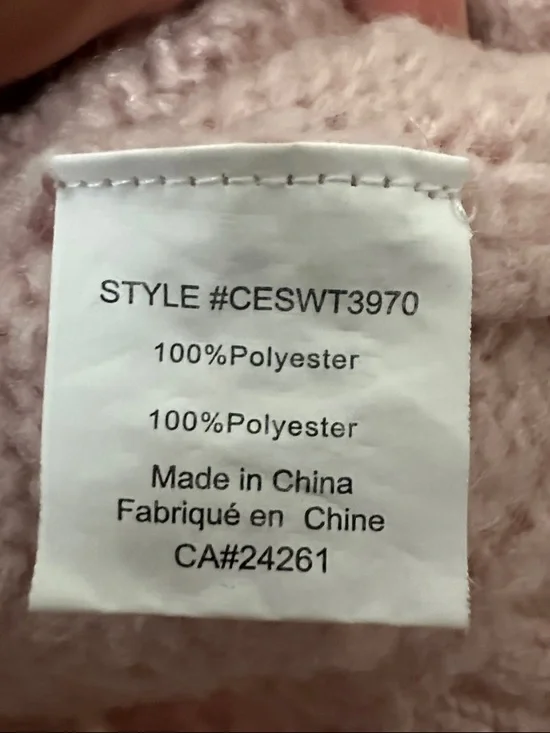 STYLE #CESWT3970
100%Polyester
100%Polyester
Made in China
Fabriqué en Chine
CA#24261